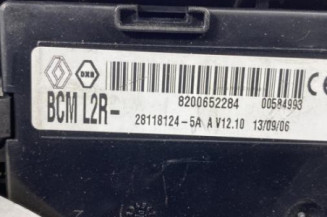 8200652284 00584993
BCM L2R-
28118124-5A A V12.10 13/09/06